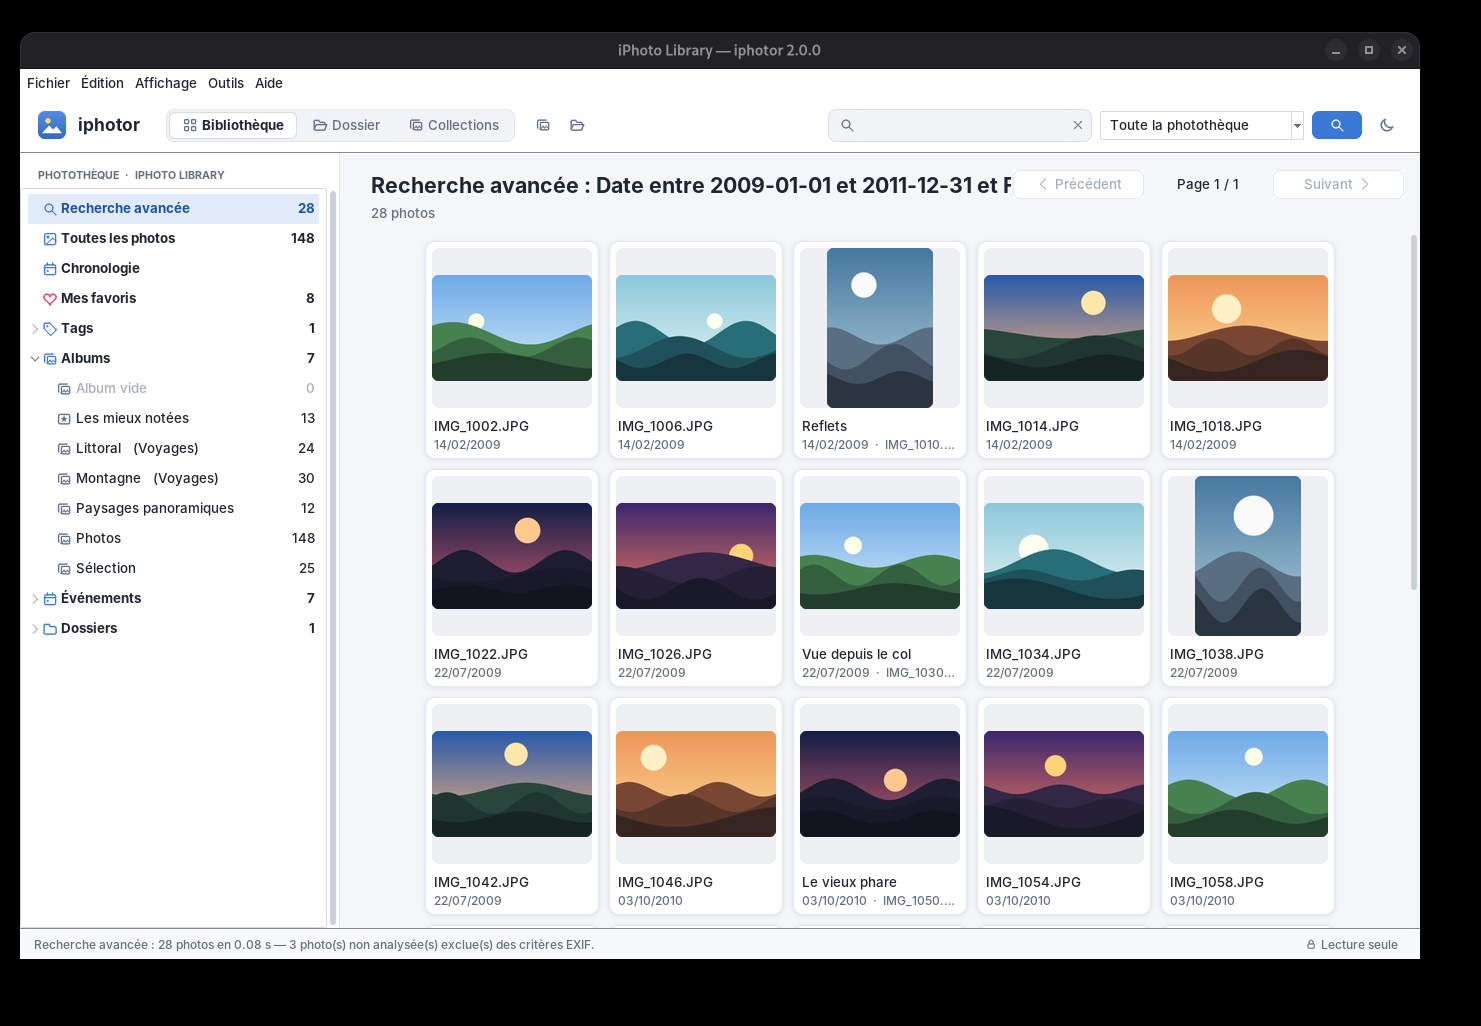 iPhoto Library — iphotor 2.0.0
Fichier Édition Affichage Outils Aide
iphotor
Bibliothèque Dossier Collections
Toute la photothèque
PHOTOTHÈQUE · IPHOTO LIBRARY
Recherche avancée 28
Toutes les photos 148
Chronologie
Mes favoris 8
Tags 1
Albums 7
Album vide 0
Les mieux notées 13
Littoral (Voyages) 24
Montagne (Voyages) 30
Paysages panoramiques 12
Photos 148
Sélection 25
Événements 7
Dossiers 1
Recherche avancée : Date entre 2009-01-01 et 2011-12-31 et F
Précédent Page 1 / 1 Suivant
28 photos
IMG_1002.JPG
14/02/2009
IMG_1006.JPG
14/02/2009
Reflets
14/02/2009 · IMG_1010....
IMG_1014.JPG
14/02/2009
IMG_1018.JPG
14/02/2009
IMG_1022.JPG
22/07/2009
IMG_1026.JPG
22/07/2009
Vue depuis le col
22/07/2009 · IMG_1030...
IMG_1034.JPG
22/07/2009
IMG_1038.JPG
22/07/2009
IMG_1042.JPG
22/07/2009
IMG_1046.JPG
03/10/2010
Le vieux phare
03/10/2010 · IMG_1050....
IMG_1054.JPG
03/10/2010
IMG_1058.JPG
03/10/2010
Recherche avancée : 28 photos en 0.08 s — 3 photo(s) non analysée(s) exclue(s) des critères EXIF.
Lecture seule